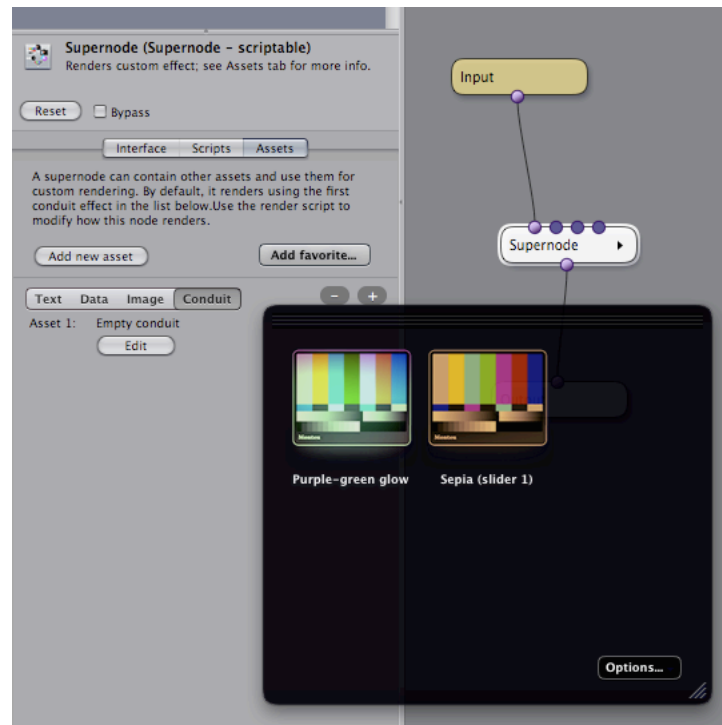 Supernode (Supernode – scriptable)
Renders custom effect; see Assets tab for more info.
Reset
Bypass
Interface Scripts Assets
A supernode can contain other assets and use them for
custom rendering. By default, it renders using the first
conduit effect in the list below.Use the render script to
modify how this node renders.
Add new asset
Add favorite...
Text Data Image Conduit
– +
Asset 1: Empty conduit
Edit
Input
Supernode
Purple-green glow
Sepia (slider 1)
Options...